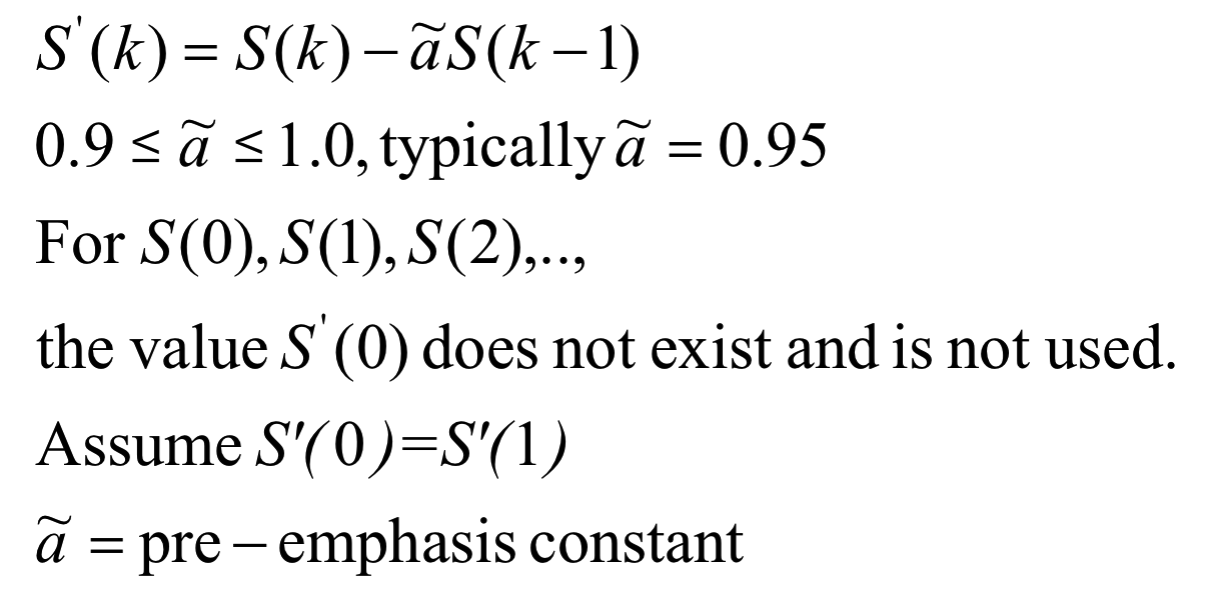 S'(k) = S(k) − ãS(k − 1)
0.9 ≤ ã ≤ 1.0, typically ã = 0.95
For S(0), S(1), S(2),..,
the value S'(0) does not exist and is not used.
Assume S'(0)=S'(1)
ã = pre − emphasis constant